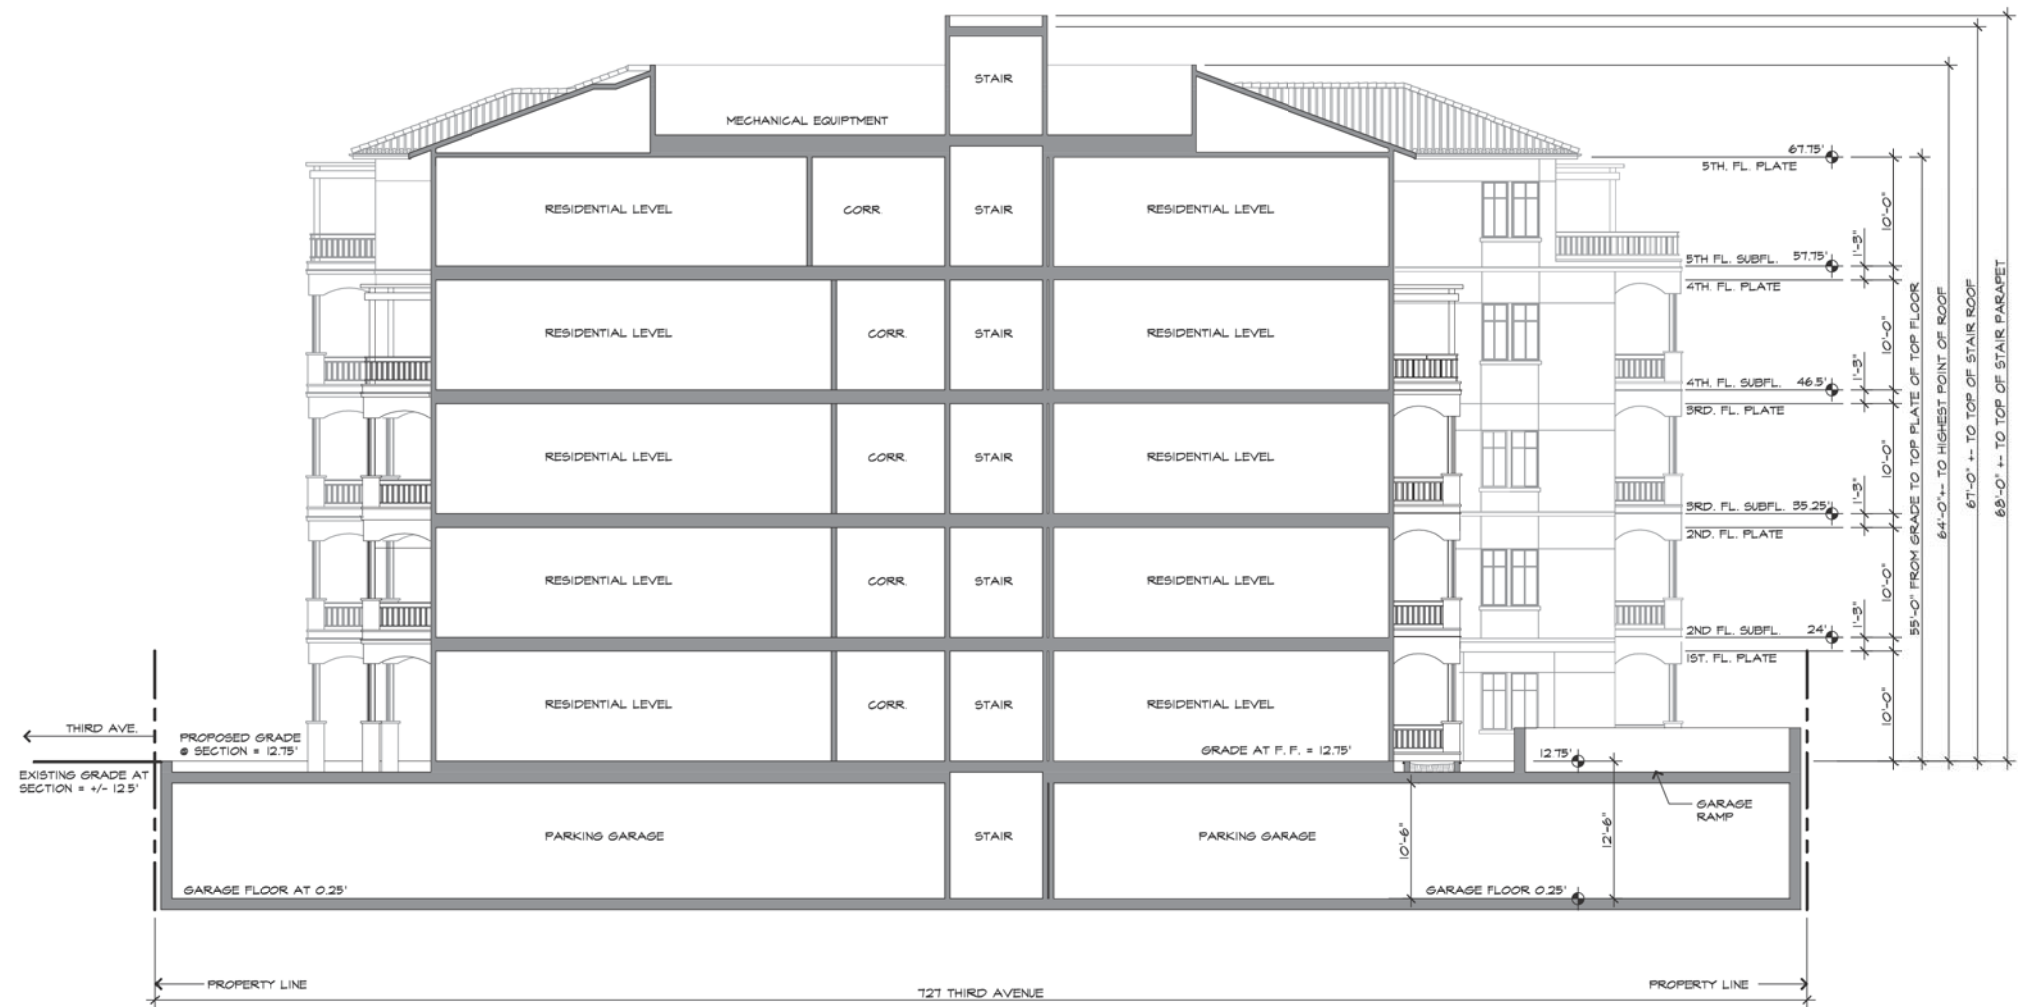 STAIR
MECHANICAL EQUIPTMENT
67.75'
5TH. FL. PLATE
RESIDENTIAL LEVEL
CORR.
STAIR
RESIDENTIAL LEVEL
10'-0"
1'-3"
5TH FL. SUBFL. 57.75'
4TH. FL. PLATE
RESIDENTIAL LEVEL
CORR.
STAIR
RESIDENTIAL LEVEL
10'-0"
1'-3"
4TH. FL. SUBFL. 46.5'
3RD. FL. PLATE
RESIDENTIAL LEVEL
CORR.
STAIR
RESIDENTIAL LEVEL
10'-0"
1'-3"
3RD. FL. SUBFL. 35.25'
2ND. FL. PLATE
RESIDENTIAL LEVEL
CORR.
STAIR
RESIDENTIAL LEVEL
10'-0"
1'-3"
2ND FL. SUBFL. 24'
1ST. FL. PLATE
RESIDENTIAL LEVEL
CORR.
STAIR
RESIDENTIAL LEVEL
10'-0"
55'-0" FROM GRADE TO TOP PLATE OF TOP FLOOR
64'-0"+- TO HIGHEST POINT OF ROOF
67'-0" +- TO TOP OF STAIR ROOF
68'-0" +- TO TOP OF STAIR PARAPET
THIRD AVE.
PROPOSED GRADE
@ SECTION = 12.75'
GRADE AT F. F. = 12.75'
12.75'
EXISTING GRADE AT
SECTION = +/- 12.5'
GARAGE
RAMP
PARKING GARAGE
STAIR
PARKING GARAGE
10'-6"
12'-6"
GARAGE FLOOR AT 0.25'
GARAGE FLOOR 0.25'
PROPERTY LINE
PROPERTY LINE
727 THIRD AVENUE